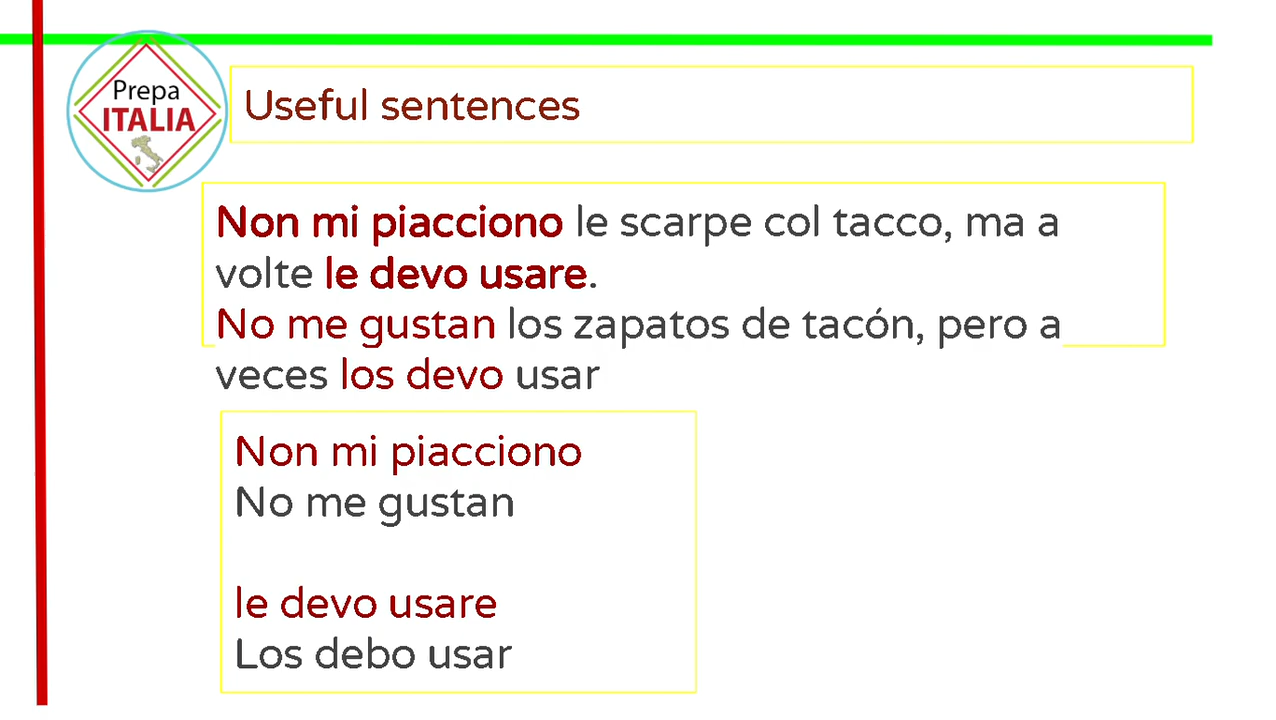 Prepa
ITALIA
Useful sentences
Non mi piacciono le scarpe col tacco, ma a
volte le devo usare.
No me gustan los zapatos de tacón, pero a
veces los devo usar
Non mi piacciono
No me gustan
le devo usare
Los debo usar